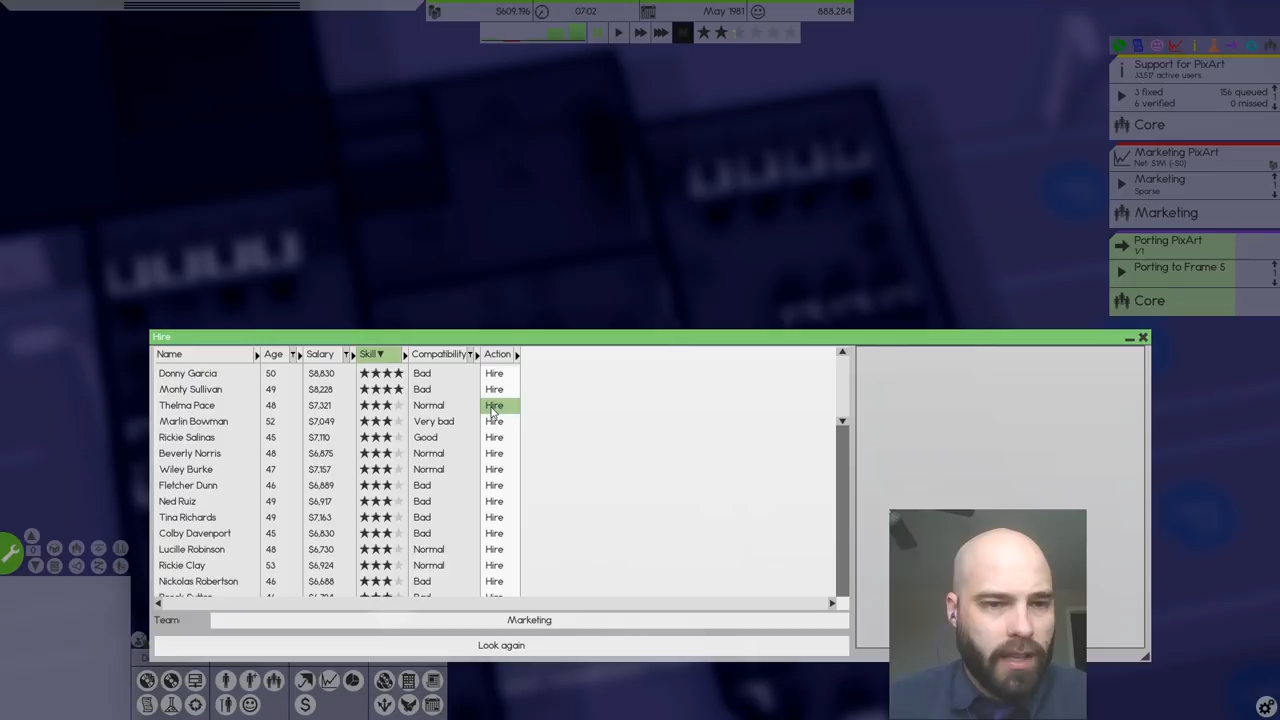 $609,196 07:02 May 1981 888,284
Support for PixArt
33,517 active users
3 fixed 156 queued
6 verified 0 missed
Core
Marketing PixArt
Net: $1M (-$0)
Marketing
Sparse
Marketing
Porting PixArt
V1
Porting to Frame 5
Core
Hire
Name Age Salary Skill▼ Compatibility Action
Donny Garcia 50 $8,830 Bad Hire
Monty Sullivan 49 $8,228 Bad Hire
Thelma Pace 48 $7,321 Normal Hire
Marlin Bowman 52 $7,049 Very bad Hire
Rickie Salinas 45 $7,110 Good Hire
Beverly Norris 48 $6,875 Normal Hire
Wiley Burke 47 $7,157 Normal Hire
Fletcher Dunn 46 $6,889 Bad Hire
Ned Ruiz 49 $6,917 Bad Hire
Tina Richards 49 $7,163 Bad Hire
Colby Davenport 45 $6,830 Bad Hire
Lucille Robinson 48 $6,730 Normal Hire
Rickie Clay 53 $6,924 Normal Hire
Nickolas Robertson 46 $6,688 Bad Hire
Team: Marketing
Look again